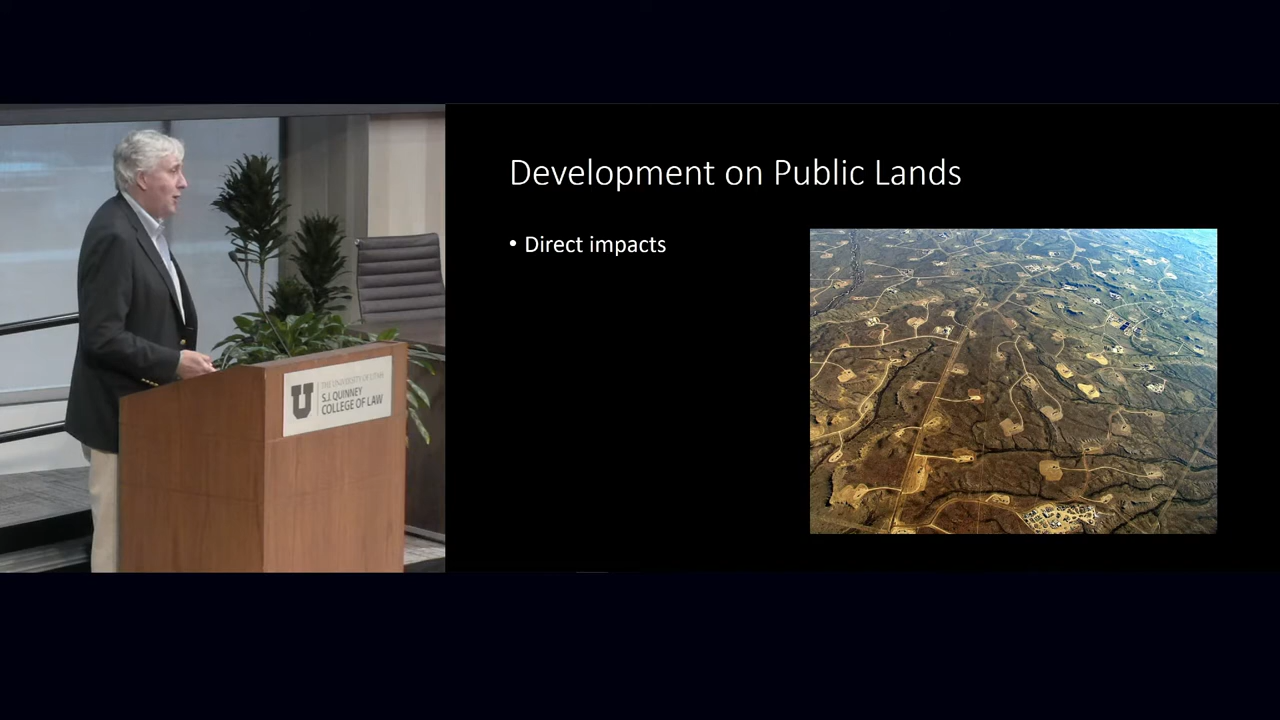 Development on Public Lands
• Direct impacts
U
THE UNIVERSITY OF UTAH
S.J. QUINNEY
COLLEGE OF LAW